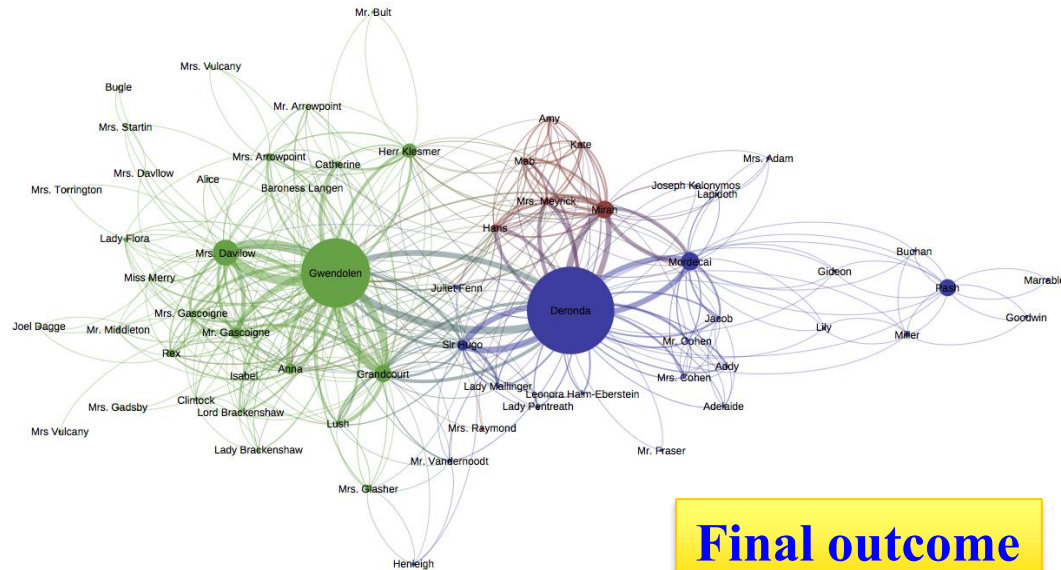 Mr. Bult
Mrs. Vulcany
Bugle
Mr. Arrowpoint
Amy
Mrs. Startin
Kate
Herr Klesmer
Mrs. Arrowpoint
Mab
Mrs. Adam
Catherine
Mrs. Davllow
Alice
Baroness Langen
Joseph Kalonymos
Mrs. Torrington
Lapidoth
Mrs. Meyrick
Mirah
Hans
Lady Flora
Mrs. Davilow
Buchan
Mordecai
Gwendolen
Gideon
Miss Merry
Juliet Fenn
Pash
Marrable
Deronda
Mrs. Gascoigne
Jacob
Goodwin
Joel Dagge
Mr. Middleton
Mr. Gascoigne
Lily
Miller
Sir Hugo
Mr. Cohen
Rex
Anna
Addy
Isabel
Grandcourt
Mrs. Cohen
Lady Mallinger
Leonora Halm-Eberstein
Clintock
Mrs. Gadsby
Lady Pentreath
Adelaide
Lord Brackenshaw
Lush
Mrs. Raymond
Mrs Vulcany
Lady Brackenshaw
Mr. Fraser
Mr. Vandernoodt
Mrs. Glasher
Henleigh
Final outcome